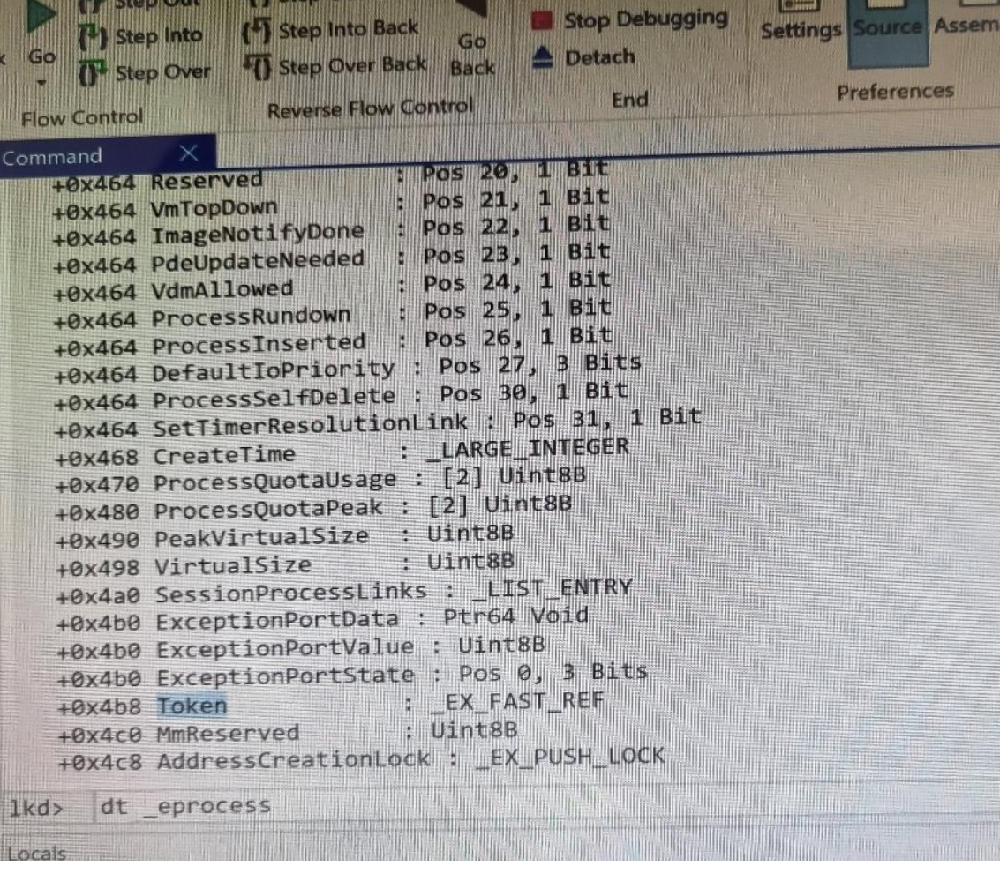 Step Out
Step Into
Step Over
Go
Flow Control
Step Into Back
Step Over Back
Go
Back
Reverse Flow Control
Stop Debugging
Detach
End
Settings
Source
Assem
Preferences
Command
+0x464 Reserved : Pos 20, 1 Bit
+0x464 VmTopDown : Pos 21, 1 Bit
+0x464 ImageNotifyDone : Pos 22, 1 Bit
+0x464 PdeUpdateNeeded : Pos 23, 1 Bit
+0x464 VdmAllowed : Pos 24, 1 Bit
+0x464 ProcessRundown : Pos 25, 1 Bit
+0x464 ProcessInserted : Pos 26, 1 Bit
+0x464 DefaultIoPriority : Pos 27, 3 Bits
+0x464 ProcessSelfDelete : Pos 30, 1 Bit
+0x464 SetTimerResolutionLink : Pos 31, 1 Bit
+0x468 CreateTime : _LARGE_INTEGER
+0x470 ProcessQuotaUsage : [2] Uint8B
+0x480 ProcessQuotaPeak : [2] Uint8B
+0x490 PeakVirtualSize : Uint8B
+0x498 VirtualSize : Uint8B
+0x4a0 SessionProcessLinks : _LIST_ENTRY
+0x4b0 ExceptionPortData : Ptr64 Void
+0x4b0 ExceptionPortValue : Uint8B
+0x4b0 ExceptionPortState : Pos 0, 3 Bits
+0x4b8 Token : _EX_FAST_REF
+0x4c0 MmReserved : Uint8B
+0x4c8 AddressCreationLock : _EX_PUSH_LOCK
lkd> dt _eprocess
Locals